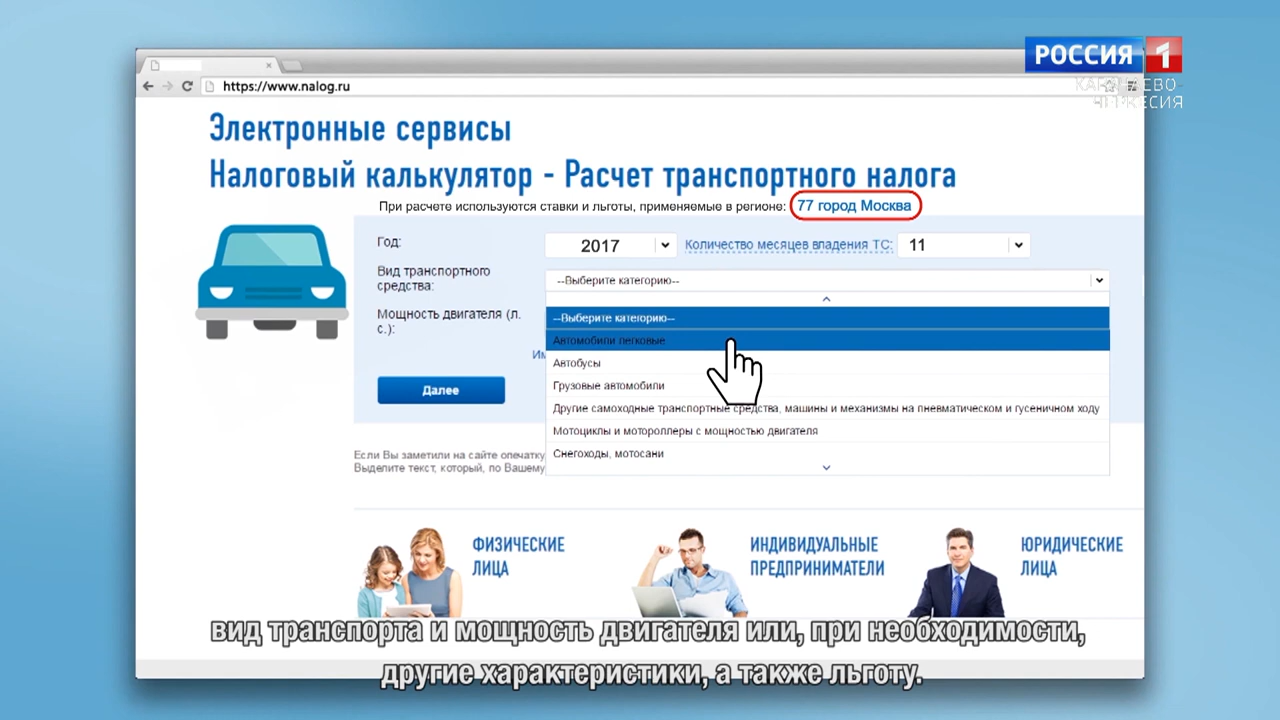 РОССИЯ 1
КАРАЧАЕВО-
ЧЕРКЕСИЯ
https://www.nalog.ru
Электронные сервисы
Налоговый калькулятор - Расчет транспортного налога
При расчете используются ставки и льготы, применяемые в регионе: 77 город Москва
Год: 2017 Количество месяцев владения ТС: 11
Вид транспортного
средства:
--Выберите категорию--
Мощность двигателя (л.
с.):
--Выберите категорию--
Автомобили легковые
Автобусы
Грузовые автомобили
Другие самоходные транспортные средства, машины и механизмы на пневматическом и гусеничном ходу
Мотоциклы и мотороллеры с мощностью двигателя
Снегоходы, мотосани
Далее
Если Вы заметили на сайте опечатку
Выделите текст, который, по Вашему
ФИЗИЧЕСКИЕ
ЛИЦА
ИНДИВИДУАЛЬНЫЕ
ПРЕДПРИНИМАТЕЛИ
ЮРИДИЧЕСКИЕ
ЛИЦА
вид транспорта и мощность двигателя или, при необходимости,
другие характеристики, а также льготу.